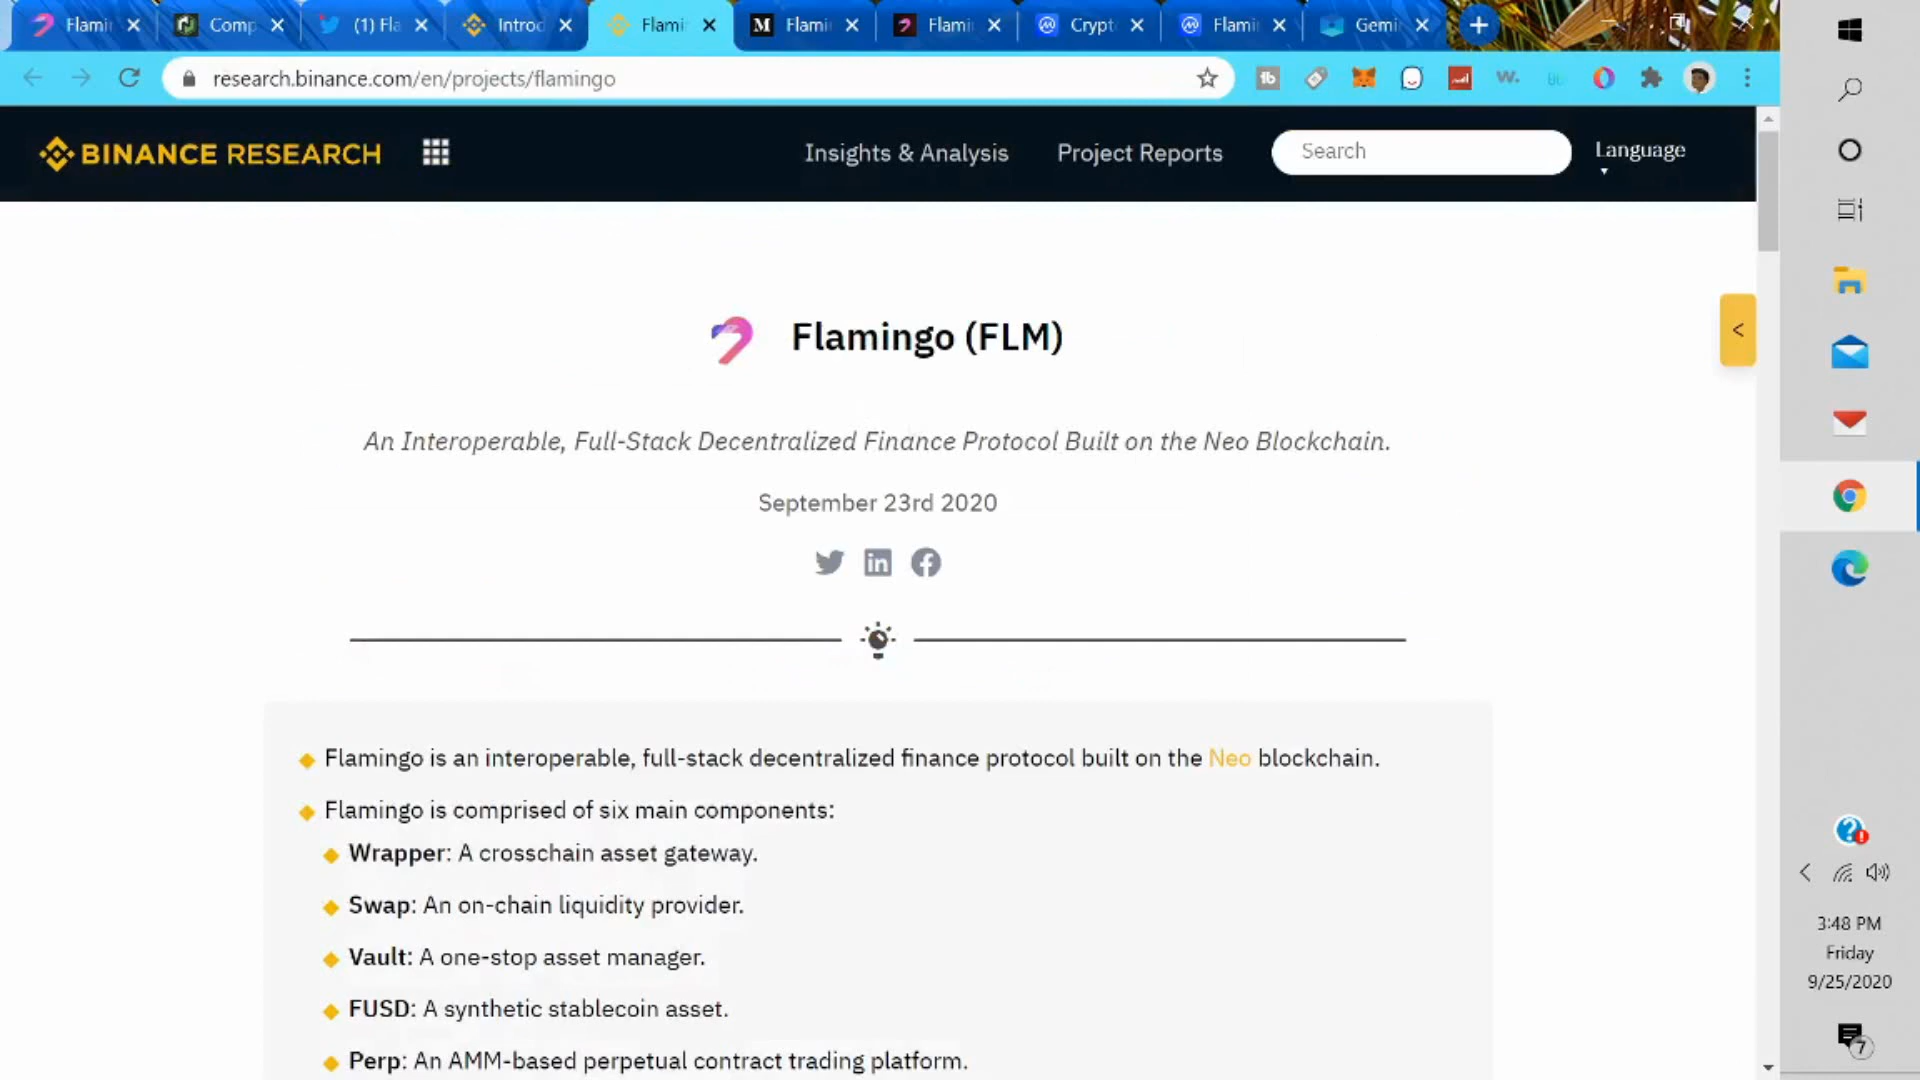 Flami
Comp
(1) Fla
Introd
Flami
M
Flami
Flami
Crypt
Flami
Gemi
research.binance.com/en/projects/flamingo
tb
W.
BINANCE RESEARCH
Insights & Analysis
Project Reports
Search
Language
<
Flamingo (FLM)
An Interoperable, Full-Stack Decentralized Finance Protocol Built on the Neo Blockchain.
September 23rd 2020
in
Flamingo is an interoperable, full-stack decentralized finance protocol built on the Neo blockchain.
Flamingo is comprised of six main components:
Wrapper: A crosschain asset gateway.
Swap: An on-chain liquidity provider.
Vault: A one-stop asset manager.
FUSD: A synthetic stablecoin asset.
Perp: An AMM-based perpetual contract trading platform.
3:48 PM
Friday
9/25/2020
7